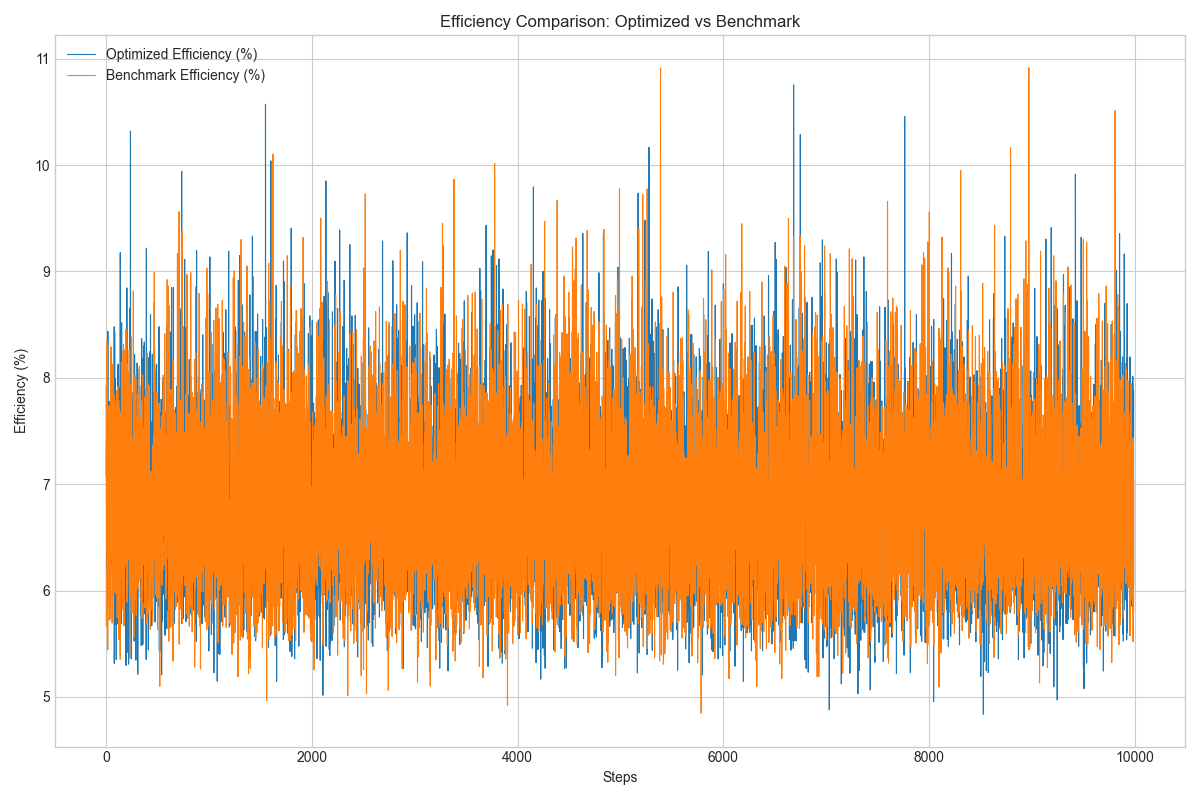 Efficiency Comparison: Optimized vs Benchmark
Optimized Efficiency (%)
Benchmark Efficiency (%)
11
10
9
8
7
6
5
Efficiency (%)
0 2000 4000 6000 8000 10000
Steps